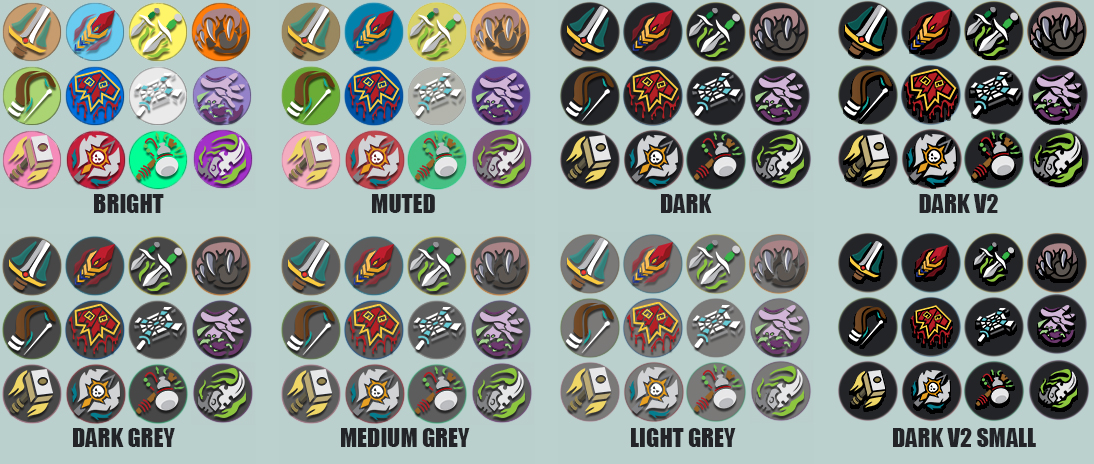 BRIGHT
MUTED
DARK
DARK V2
DARK GREY
MEDIUM GREY
LIGHT GREY
DARK V2 SMALL